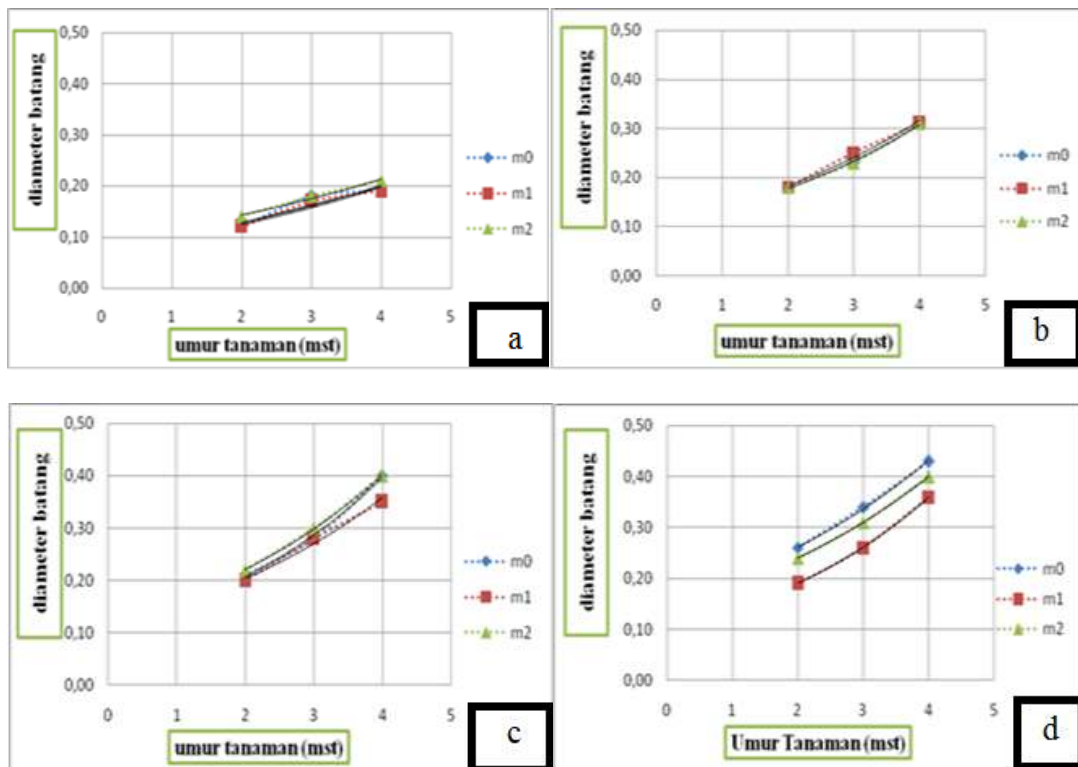 diameter batang
0,50
0,40
0,30
0,20
0,10
0,00
0 1 2 3 4 5
umur tanaman (mst)
m0
m1
m2
a
diameter batang
0,50
0,40
0,30
0,20
0,10
0,00
0 1 2 3 4 5
umur tanaman (mst)
m0
m1
m2
b
diameter batang
0,50
0,40
0,30
0,20
0,10
0,00
0 1 2 3 4 5
umur tanaman (mst)
m0
m1
m2
c
diameter batang
0,50
0,40
0,30
0,20
0,10
0,00
0 1 2 3 4 5
Umur Tanaman (mst)
m0
m1
m2
d